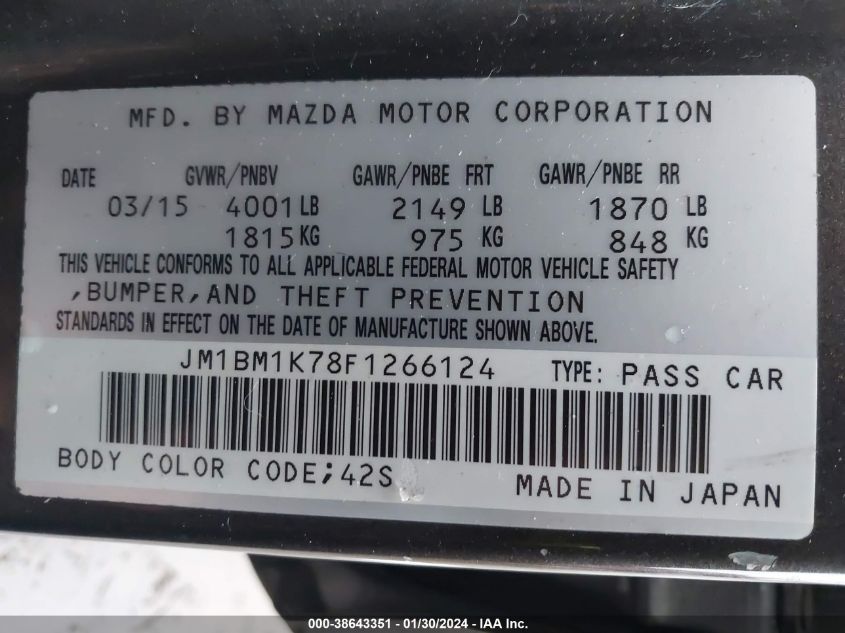 MFD. BY MAZDA MOTOR CORPORATION
DATE GVWR/PNBV GAWR/PNBE FRT GAWR/PNBE RR
03/15 4001 LB 2149 LB 1870 LB
1815 KG 975 KG 848 KG
THIS VEHICLE CONFORMS TO ALL APPLICABLE FEDERAL MOTOR VEHICLE SAFETY
,BUMPER,AND THEFT PREVENTION
STANDARDS IN EFFECT ON THE DATE OF MANUFACTURE SHOWN ABOVE.
JM1BM1K78F1266124 TYPE: PASS CAR
BODY COLOR CODE;42S
MADE IN JAPAN
000-38643351 - 01/30/2024 - IAA Inc.